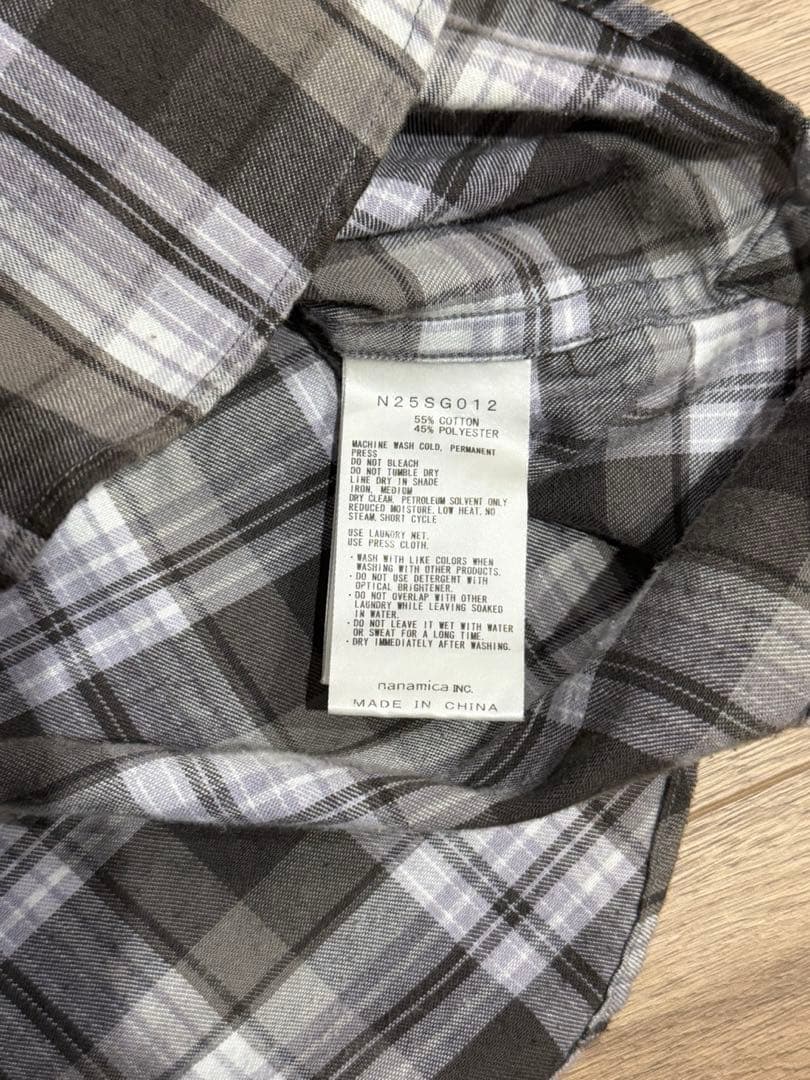 N25SG012
55% COTTON
45% POLYESTER
MACHINE WASH COLD, PERMANENT
PRESS
DO NOT BLEACH
DO NOT TUMBLE DRY
LINE DRY IN SHADE
IRON, MEDIUM
DRY CLEAN, PETROLEUM SOLVENT ONLY
REDUCED MOISTURE, LOW HEAT, NO
STEAM, SHORT CYCLE
USE LAUNDRY NET.
USE PRESS CLOTH.
・WASH WITH LIKE COLORS WHEN
WASHING WITH OTHER PRODUCTS.
・DO NOT USE DETERGENT WITH
OPTICAL BRIGHTENER.
・DO NOT OVERLAP WITH OTHER
LAUNDRY WHILE LEAVING SOAKED
IN WATER.
・DO NOT LEAVE IT WET WITH WATER
OR SWEAT FOR A LONG TIME.
・DRY IMMEDIATELY AFTER WASHING.
nanamica INC.
MADE IN CHINA